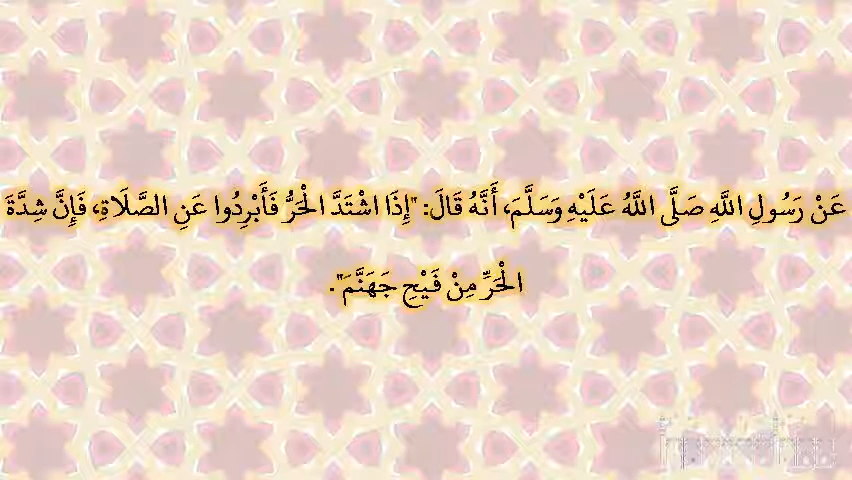 عَنْ رَسُولِ اللَّهِ صَلَّى اللَّهُ عَلَيْهِ وَسَلَّمَ، أَنَّهُ قَالَ: "إِذَا اشْتَدَّ الْحَرُّ فَأَبْرِدُوا عَنِ الصَّلَاةِ، فَإِنَّ شِدَّةَ
الْحَرِّ مِنْ فَيْحِ جَهَنَّمَ".